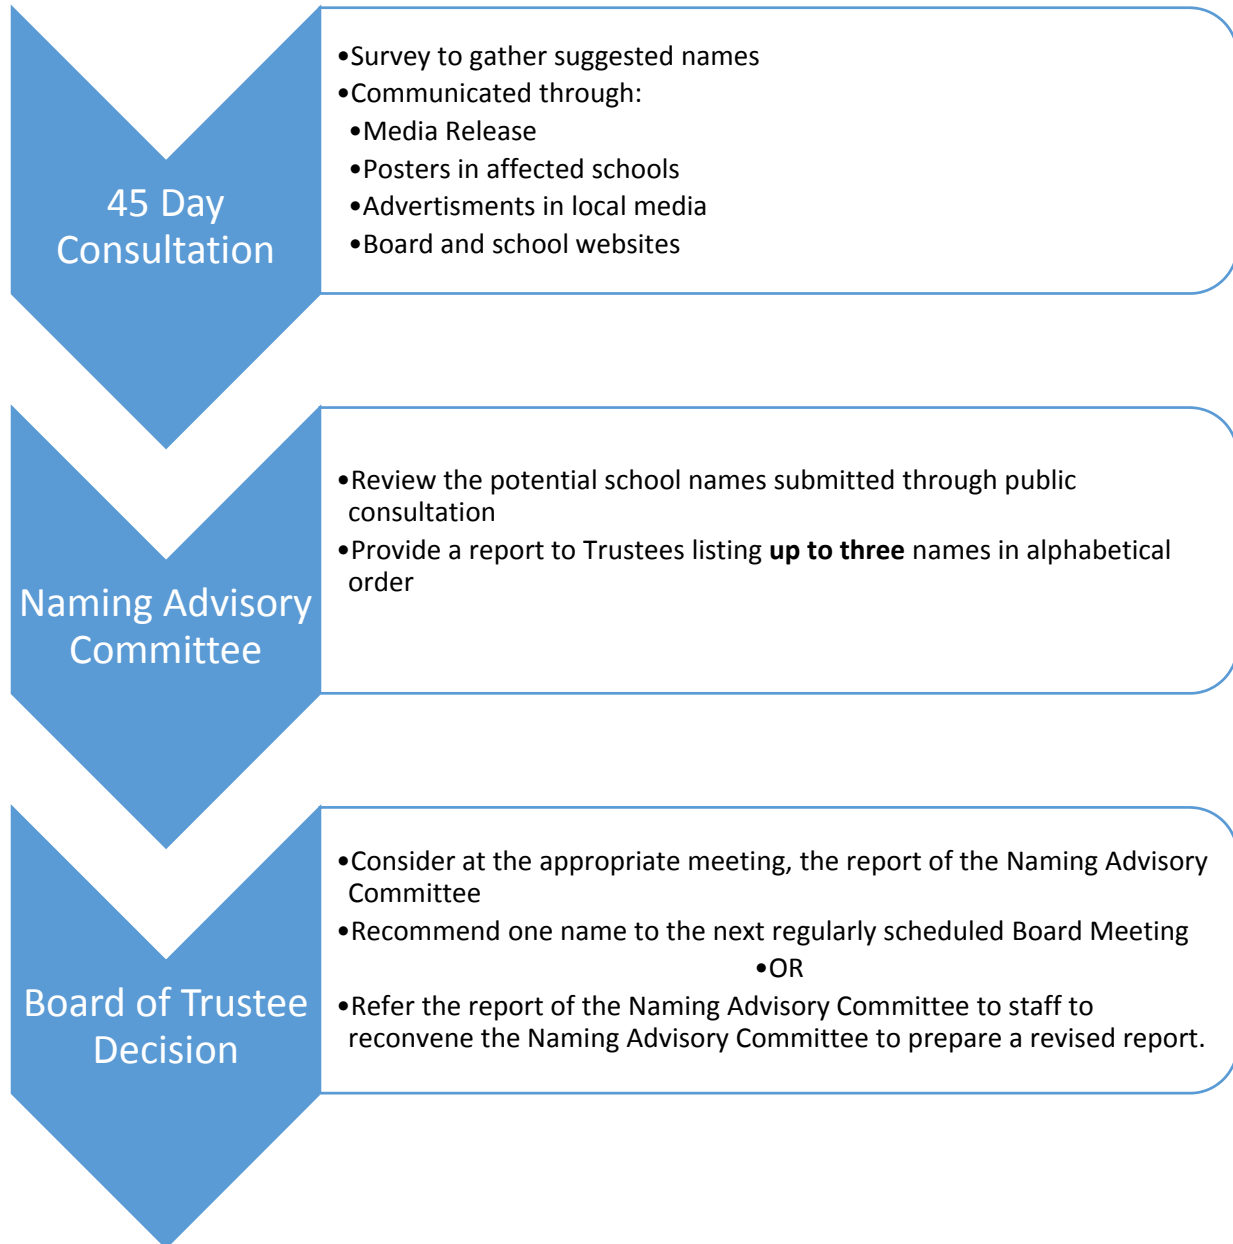 45 Day
Consultation
•Survey to gather suggested names
•Communicated through:
•Media Release
•Posters in affected schools
•Advertisments in local media
•Board and school websites
Naming Advisory
Committee
•Review the potential school names submitted through public
consultation
•Provide a report to Trustees listing up to three names in alphabetical
order
Board of Trustee
Decision
•Consider at the appropriate meeting, the report of the Naming Advisory
Committee
•Recommend one name to the next regularly scheduled Board Meeting
•OR
•Refer the report of the Naming Advisory Committee to staff to
reconvene the Naming Advisory Committee to prepare a revised report.